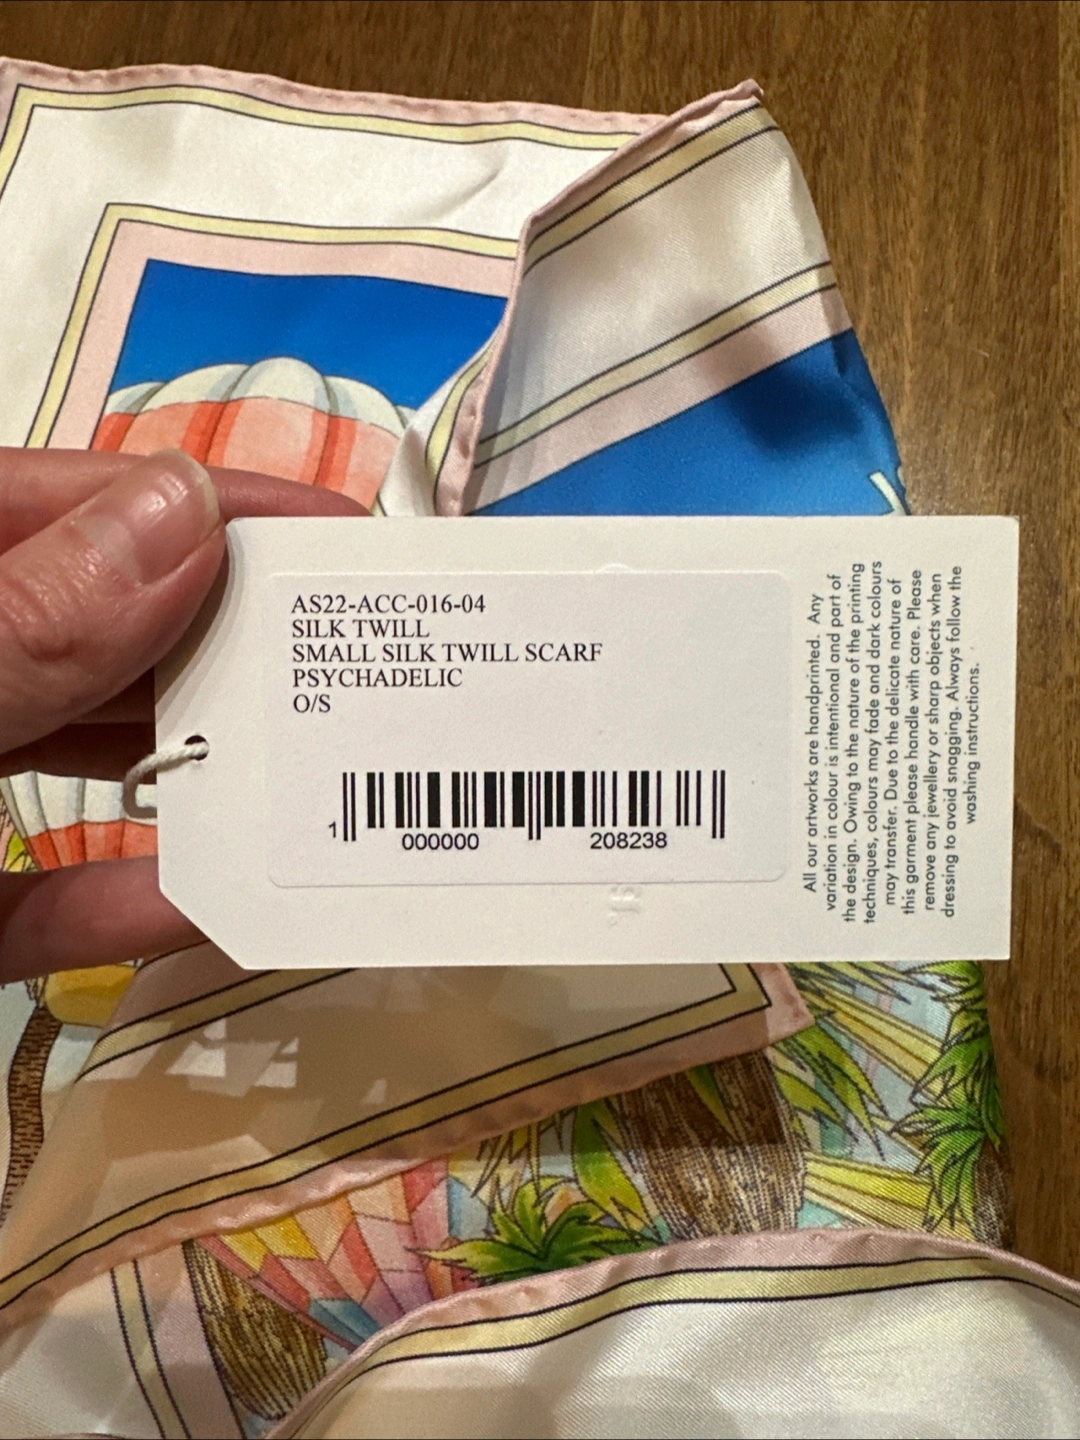 AS22-ACC-016-04
SILK TWILL
SMALL SILK TWILL SCARF
PSYCHADELIC
O/S
1 000000 208238
All our artworks are handprinted. Any
variation in colour is intentional and part of
the design. Owing to the nature of the printing
techniques, colours may fade and dark colours
may transfer. Due to the delicate nature of
this garment please handle with care. Please
remove any jewellery or sharp objects when
dressing to avoid snagging. Always follow the
washing instructions.